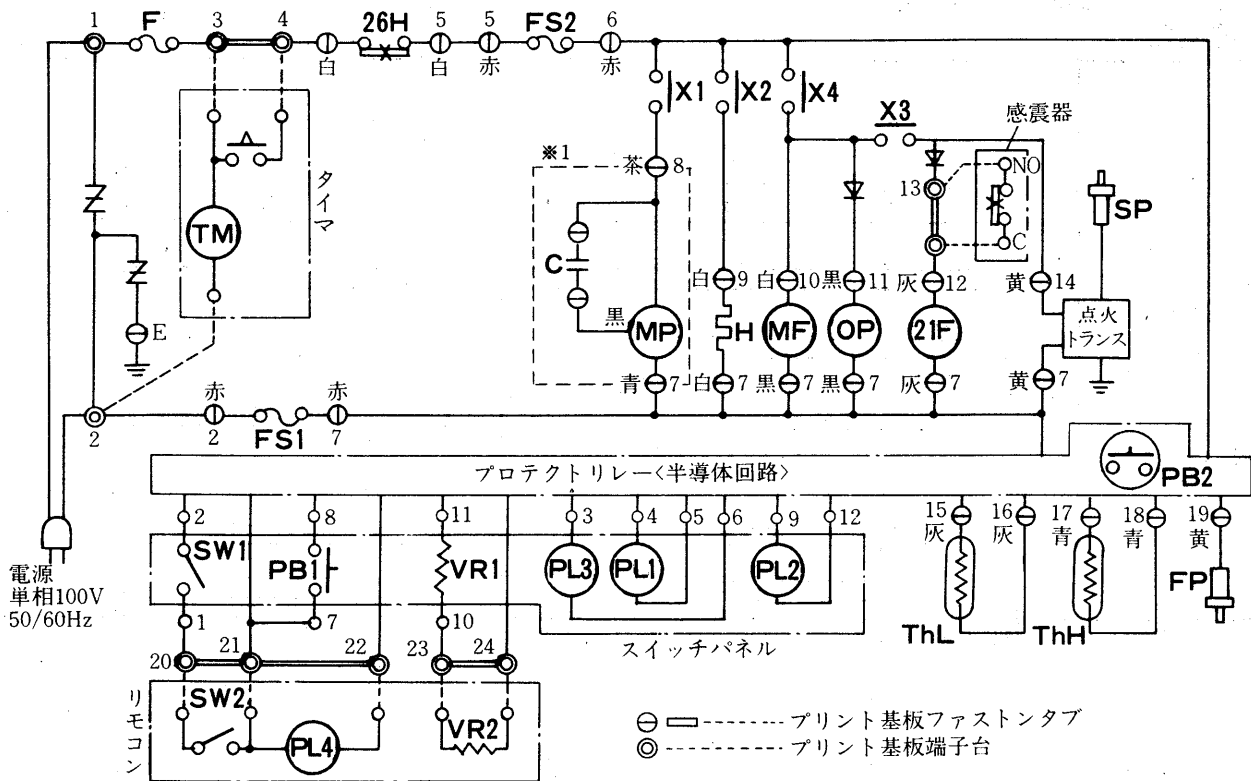 1 F 3 4 26H 5 5 FS2 6
白 白 赤 赤
X1 X2 X4
X3 感震器
※1 茶 8
13 NO
C
SP
タイマ
TM
C
E
白 9 白 10 黒 11 灰 12 黄 14
黒 MP H MF OP 21F 点火
トランス
青 7 白 7 黒 7 黒 7 灰 7 黄 7
2 赤 2 FS1 赤 7
プロテクトリレー<半導体回路> PB2
2 8 11 3 4 5 6 9 12 15 灰 16 灰 17 青 18 青 19 黄
SW1 PB1 VR1 PL3 PL1 PL2 FP
電源
単相100V
50/60Hz
1 7 10 ThL ThH
スイッチパネル
20 21 22 23 24
リモコン
SW2 PL4 VR2
プリント基板ファストンタブ
プリント基板端子台